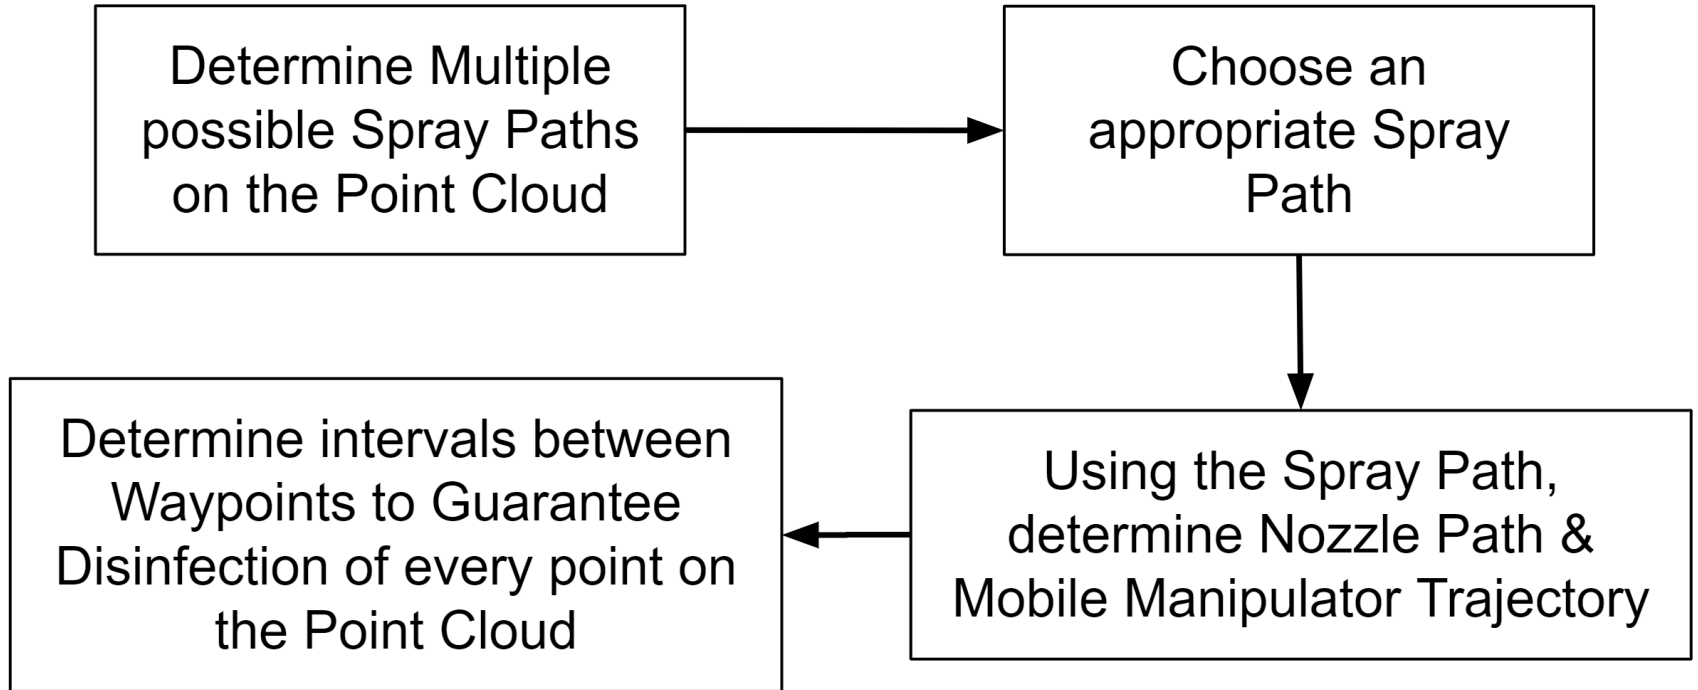 Determine Multiple
possible Spray Paths
on the Point Cloud
Choose an
appropriate Spray
Path
Using the Spray Path,
determine Nozzle Path &
Mobile Manipulator Trajectory
Determine intervals between
Waypoints to Guarantee
Disinfection of every point on
the Point Cloud